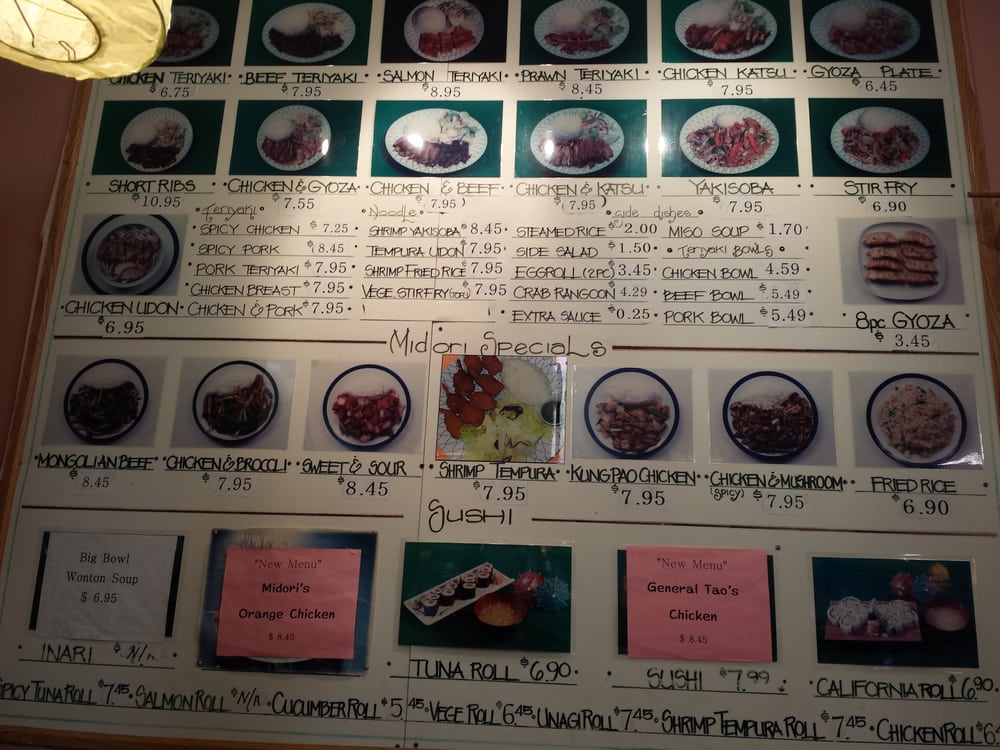 CHICKEN TERIYAKI • BEEF TERIYAKI • SALMON TERIYAKI • PRAWN TERIYAKI • CHICKEN KATSU • GYOZA PLATE
$6.75 $7.95 $8.95 $8.45 7.95 $6.45
• SHORT RIBS • CHICKEN & GYOZA • CHICKEN & BEEF • CHICKEN & KATSU • YAKISOBA • STIR FRY
$10.95 $7.55 (7.95) (7.95) $7.95 $6.90
• Teriyaki • Noodle • • side dishes •
SPICY CHICKEN $7.25 • SHRIMP YAKISOBA $8.45 • STEAMED RICE $2.00 MISO SOUP $1.70 •
SPICY PORK $8.45 • TEMPURA UDON $7.95 • SIDE SALAD $1.50 • • Teriyaki BOWLS •
PORK TERIYAKI $7.95 • SHRIMP FRIED RICE $7.95 EGGROLL (2PC) $3.45 • CHICKEN BOWL 4.59 •
• CHICKEN BREAST $7.95 • VEGE. STIR FRY $7.95 CRAB RANGOON 4.29 • BEEF BOWL $5.49
CHICKEN UDON • CHICKEN & PORK $7.95 • EXTRA SAUCE $0.25 • PORK BOWL $5.49
$6.95
8pc GYOZA
$3.45
Midori SpeciaLs
• MONGOLIAN BEEF • CHICKEN & BROCOLI • SWEET & SOUR • SHRIMP TEMPURA • KUNG PAO CHICKEN • CHICKEN & MUSHROOM • FRIED RICE
(SPICY)
$8.45 $7.95 $8.45 $7.95 $7.95 $7.95 $6.90
SUSHI
Big Bowl
Wonton Soup
$ 6.95
"New Menu"
Midori's
Orange Chicken
$ 8.45
"New Menu"
General Tao's
Chicken
$ 8.45
INARI $N/A
TUNA ROLL $6.90
SUSHI $7.99
CALIFORNIA ROLL $6.90
SPICY TUNA ROLL $7.45 • SALMON ROLL $N/A • CUCUMBER ROLL $5.45 • VEGE ROLL $6.45 • UNAGI ROLL $7.45 • SHRIMP TEMPURA ROLL $7.45 • CHICKEN ROLL $6